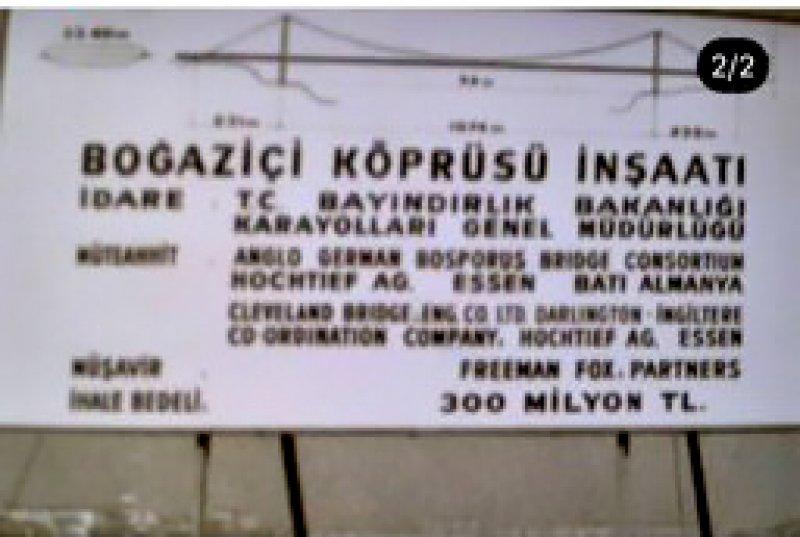 2/2
231m
1074 m
BOĞAZİÇİ KÖPRÜSÜ İNŞAATI
İDARE T.C. BAYINDIRLIK BAKANLIĞI
KARAYOLLARI GENEL MÜDÜRLÜĞÜ
MÜTEAHHİT ANGLO GERMAN BOSPORUS BRIDGE CONSORTIUM
HOCHTIEF AG. ESSEN BATI ALMANYA
CLEVELAND BRIDGE.ENG.CO LTD. DARLINGTON - İNGİLTERE
CO-ORDINATION COMPANY. HOCHTIEF AG. ESSEN
MÜŞAVİR FREEMAN FOX. PARTNERS
İHALE BEDELİ. 300 MİLYON TL.